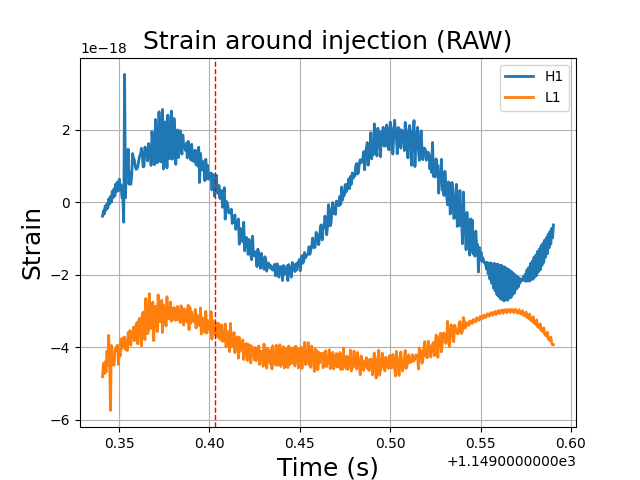 Strain around injection (RAW)
1e−18
H1
L1
2
0
−2
−4
−6
Strain
0.35
0.40
0.45
0.50
0.55
0.60
+1.1490000000e3
Time (s)